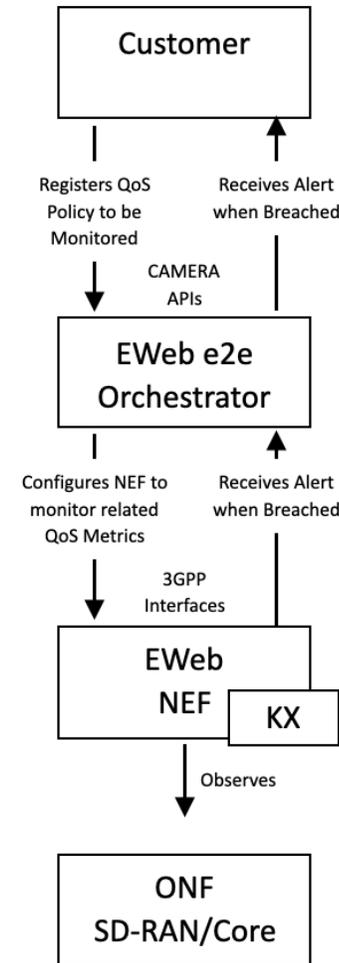 Customer
Registers QoS
Policy to be
Monitored
Receives Alert
when Breached
CAMERA
APIs
EWeb e2e
Orchestrator
Configures NEF to
monitor related
QoS Metrics
Receives Alert
when Breached
3GPP
Interfaces
EWeb
NEF
KX
Observes
ONF
SD-RAN/Core